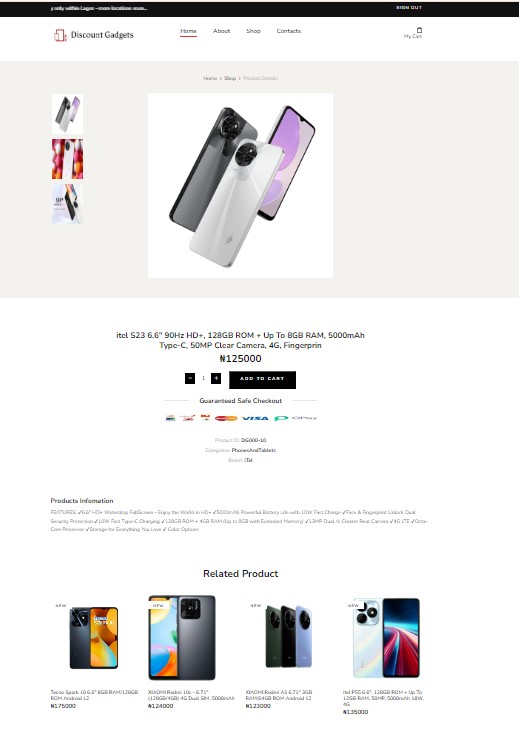 y only within Lagos - more locations soon...
SIGN OUT
Discount Gadgets
Home
About
Shop
Contacts
My Cart
Home
Shop
Product Details
itel S23 6.6" 90Hz HD+, 128GB ROM + Up To 8GB RAM, 5000mAh
Type-C, 50MP Clear Camera, 4G, Fingerprin
₦125000
- 1 +
ADD TO CART
Guaranteed Safe Checkout
VISA
OPay
Product ID: DG000-10
Categories: PhonesAndTablets
Brand: iTel
Products Infomation
FEATURES: ✓6.6" HD+ Waterdrop FullScreen - Enjoy the World in HD+ ✓5000mAh Powerful Battery Life with 10W Fast Charge ✓Face & Fingerprint Unlock Dual
Security Protection ✓10W Fast Type-C Charging ✓128GB ROM + 4GB RAM (Up to 8GB with Extended Memory) ✓13MP Dual AI Clearer Rear Camera ✓4G LTE ✓Octa-
Core Processor ✓Storage for Everything You Love ✓ Color Options
Related Product
NEW
NEW
NEW
NEW
Tecno Spark 10 6.6" 8GB RAM/128GB
ROM Android 12
₦175000
XIAOMI Redmi 10c - 6.71"
(128GB/4GB) 4G Dual SIM, 5000mAh
₦124000
XIAOMI Redmi A3 6.71" 3GB
RAM/64GB ROM Android 12
₦123000
itel P55 6.6", 128GB ROM + Up To
12GB RAM, 50MP, 5000mAh 18W,
4G
₦135000